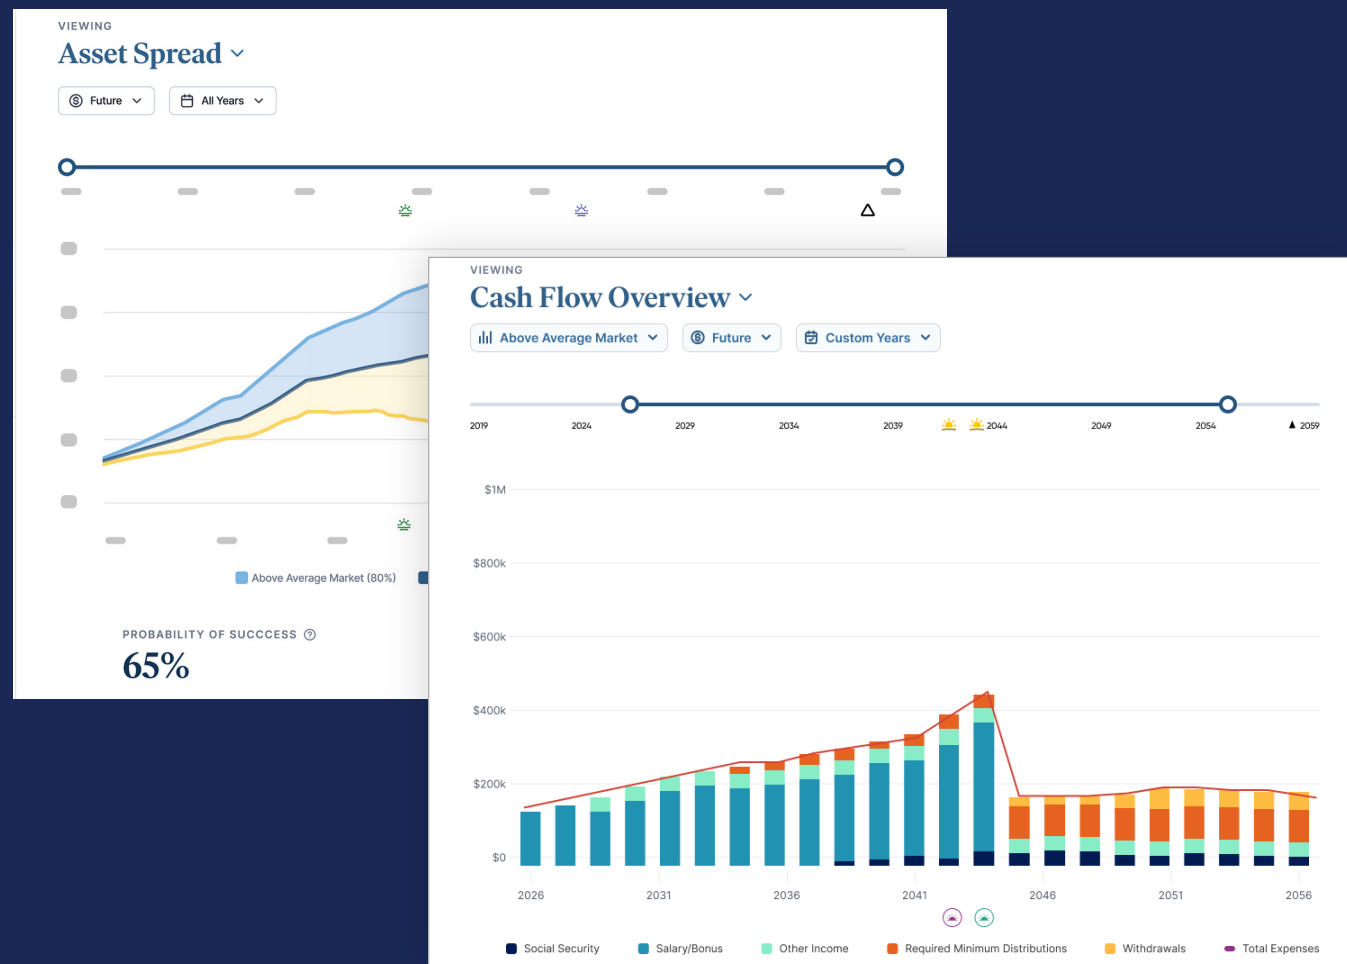 VIEWING
Asset Spread
Future
All Years
Above Average Market (80%)
PROBABILITY OF SUCCCESS
65%
VIEWING
Cash Flow Overview
Above Average Market
Future
Custom Years
2019 2024 2029 2034 2039 2044 2049 2054 2059
$1M
$800k
$600k
$400k
$200k
$0
2026 2031 2036 2041 2046 2051 2056
Social Security Salary/Bonus Other Income Required Minimum Distributions Withdrawals Total Expenses